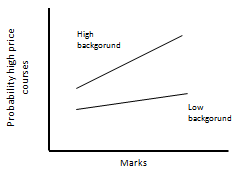 High
backgorund
Probability high price
courses
Low
backgorund
Marks